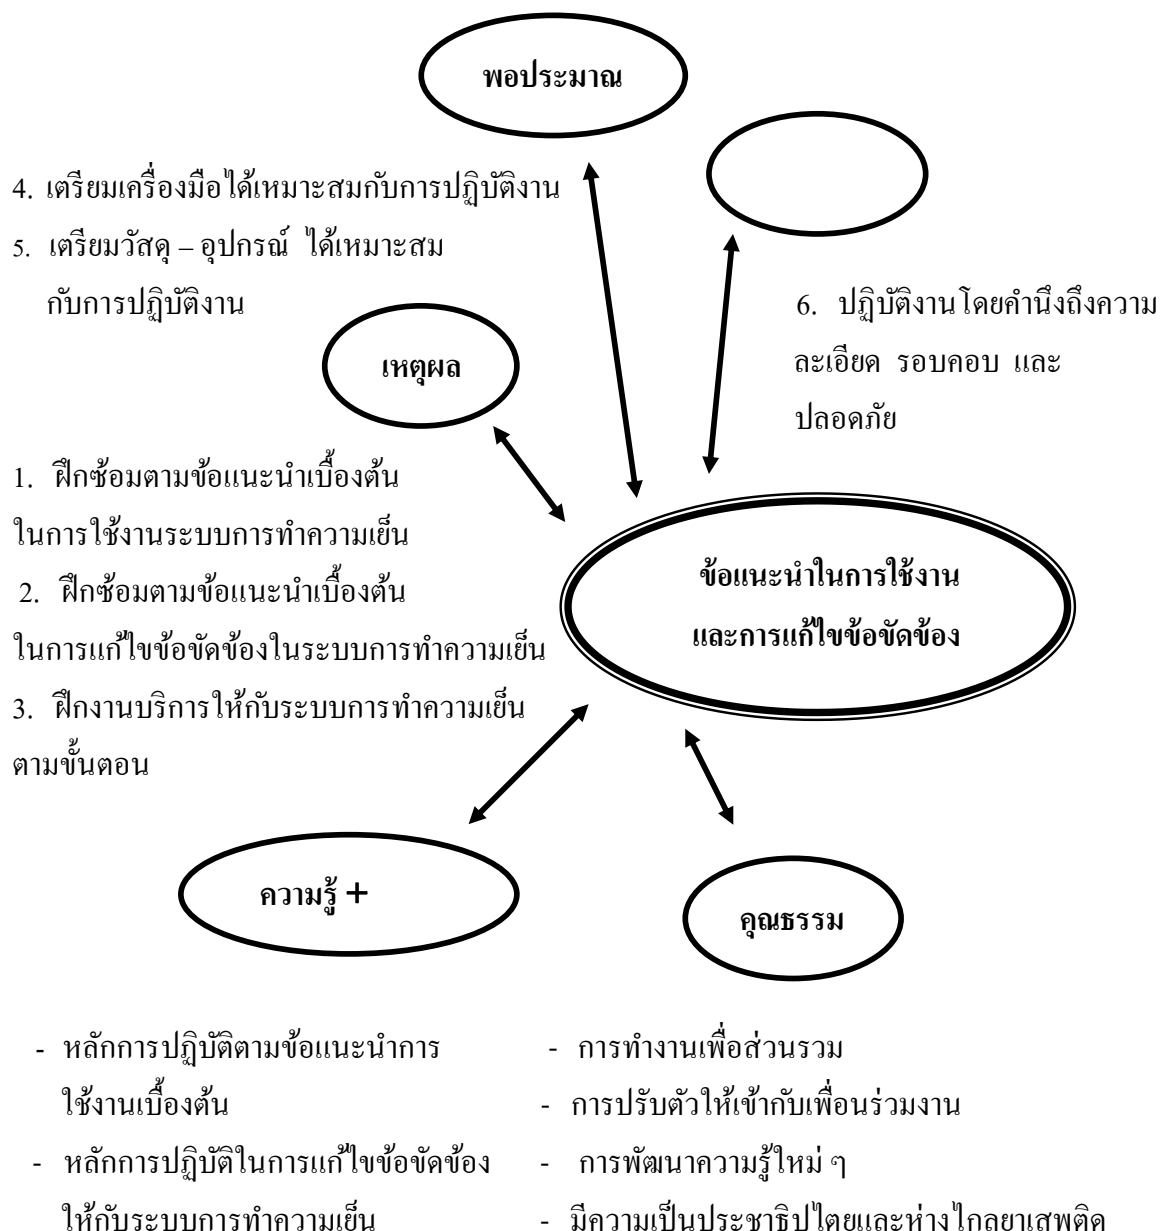 พอประมาณ
4. เตรียมเครื่องมือได้เหมาะสมกับการปฏิบัติงาน
5. เตรียมวัสดุ – อุปกรณ์ ได้เหมาะสม
กับการปฏิบัติงาน
6. ปฏิบัติงานโดยคำนึงถึงความ
ละเอียด รอบคอบ และ
ปลอดภัย
เหตุผล
1. ฝึกซ้อมตามข้อแนะนำเบื้องต้น
ในการใช้งานระบบการทำความเย็น
2. ฝึกซ้อมตามข้อแนะนำเบื้องต้น
ในการแก้ไขข้อขัดข้องในระบบการทำความเย็น
3. ฝึกงานบริการให้กับระบบการทำความเย็น
ตามขั้นตอน
ข้อแนะนำในการใช้งาน
และการแก้ไขข้อขัดข้อง
ความรู้ +
คุณธรรม
- หลักการปฏิบัติตามข้อแนะนำการ
ใช้งานเบื้องต้น
- หลักการปฏิบัติในการแก้ไขข้อขัดข้อง
ให้กับระบบการทำความเย็น
- การทำงานเพื่อส่วนรวม
- การปรับตัวให้เข้ากับเพื่อนร่วมงาน
- การพัฒนาความรู้ใหม่ ๆ
- มีความเป็นประชาธิปไตยและห่างไกลยาเสพติด